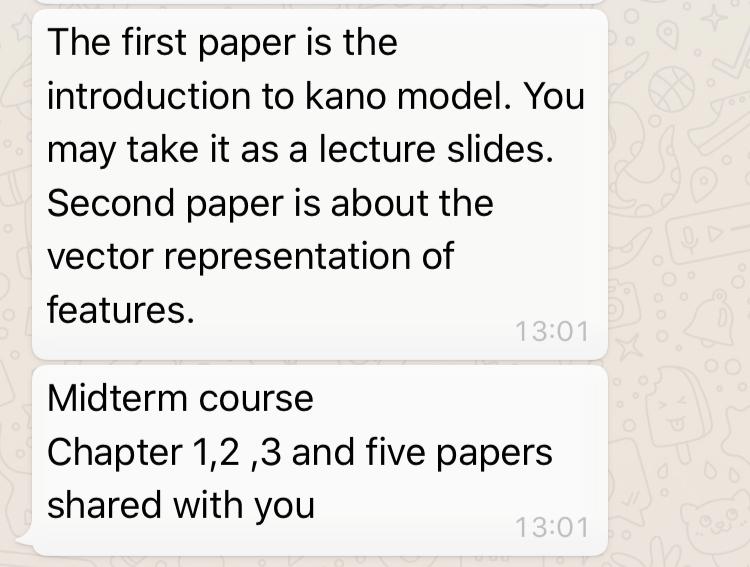 The first paper is the
introduction to kano model. You
may take it as a lecture slides.
Second paper is about the
vector representation of
features.
13:01
Midterm course
Chapter 1,2 ,3 and five papers
shared with you
13:01